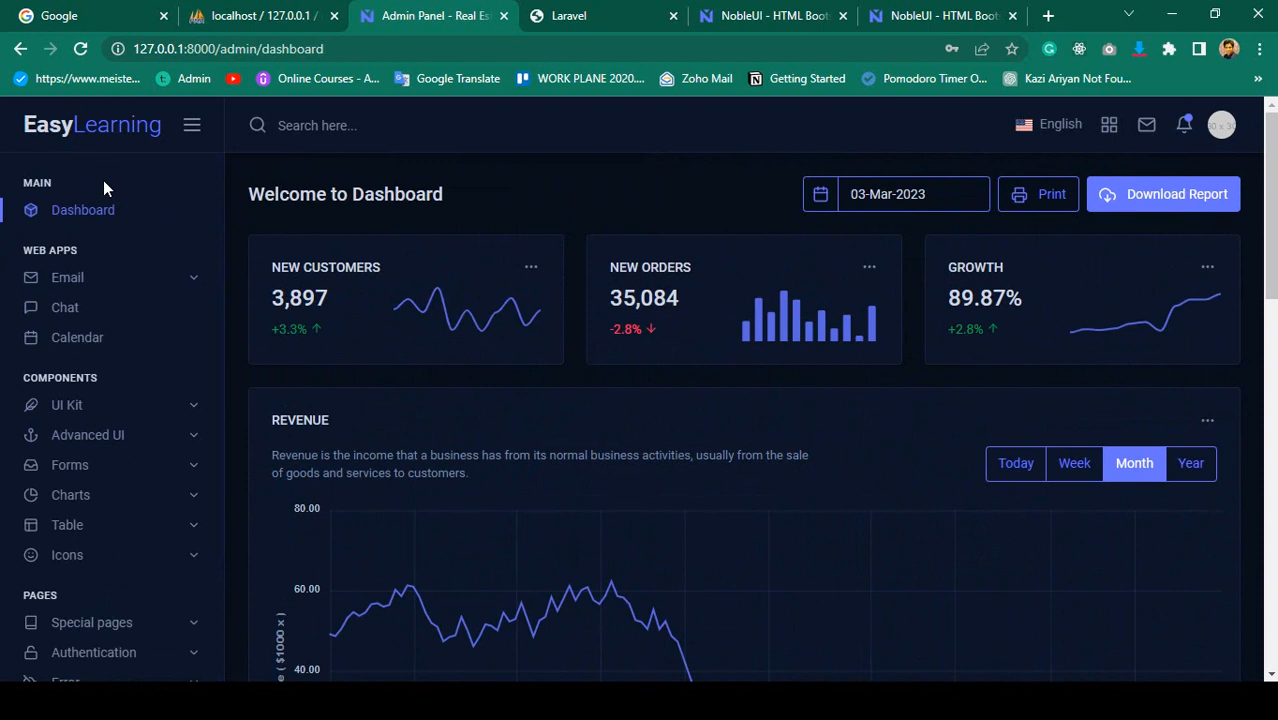 Google
localhost / 127.0.0.1 /
Admin Panel - Real Es
Laravel
NobleUI - HTML Boots
NobleUI - HTML Boots
127.0.0.1:8000/admin/dashboard
https://www.meiste...
Admin
Online Courses - A...
Google Translate
WORK PLANE 2020....
Zoho Mail
Getting Started
Pomodoro Timer O...
Kazi Ariyan Not Fou...
EasyLearning
Search here...
English
MAIN
Dashboard
WEB APPS
Email
Chat
Calendar
COMPONENTS
UI Kit
Advanced UI
Forms
Charts
Table
Icons
PAGES
Special pages
Authentication
Error
Welcome to Dashboard
03-Mar-2023
Print
Download Report
NEW CUSTOMERS
3,897
+3.3%
NEW ORDERS
35,084
-2.8%
GROWTH
89.87%
+2.8%
REVENUE
Revenue is the income that a business has from its normal business activities, usually from the sale
of goods and services to customers.
Today
Week
Month
Year
80.00
60.00
40.00
( $1000 x )